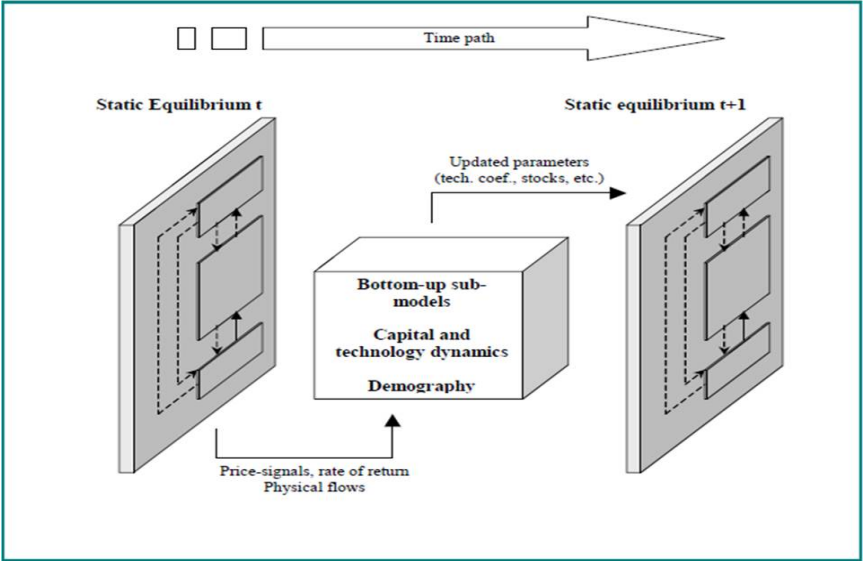 Time path
Static Equilibrium t
Static equilibrium t+1
Updated parameters
(tech. coef., stocks, etc.)
Bottom-up sub-
models
Capital and
technology dynamics
Demography
Price-signals, rate of return
Physical flows